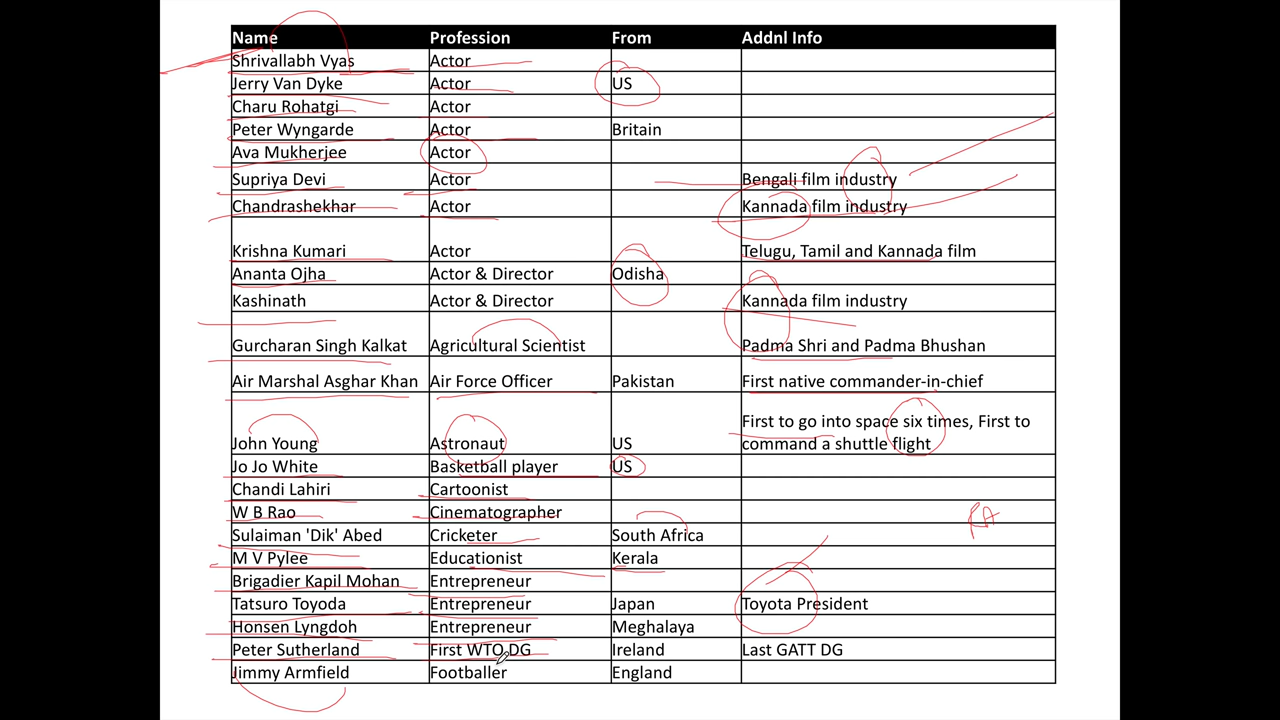 Name Profession From Addnl Info
Shrivallabh Vyas Actor
Jerry Van Dyke Actor US
Charu Rohatgi Actor
Peter Wyngarde Actor Britain
Ava Mukherjee Actor
Supriya Devi Actor Bengali film industry
Chandrashekhar Actor Kannada film industry
Krishna Kumari Actor Telugu, Tamil and Kannada film
Ananta Ojha Actor & Director Odisha
Kashinath Actor & Director Kannada film industry
Gurcharan Singh Kalkat Agricultural Scientist Padma Shri and Padma Bhushan
Air Marshal Asghar Khan Air Force Officer Pakistan First native commander-in-chief
John Young Astronaut US First to go into space six times, First to
command a shuttle flight
Jo Jo White Basketball player US
Chandi Lahiri Cartoonist
W B Rao Cinematographer
Sulaiman 'Dik' Abed Cricketer South Africa
M V Pylee Educationist Kerala
Brigadier Kapil Mohan Entrepreneur
Tatsuro Toyoda Entrepreneur Japan Toyota President
Honsen Lyngdoh Entrepreneur Meghalaya
Peter Sutherland First WTO DG Ireland Last GATT DG
Jimmy Armfield Footballer England